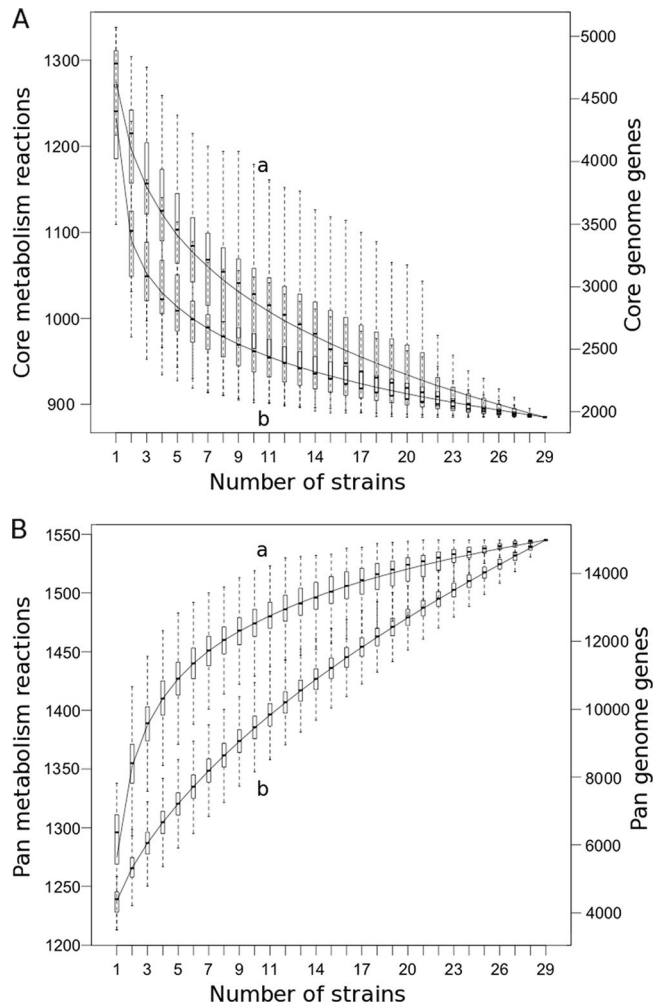 A
Core metabolism reactions
1300
1200
1100
1000
900
a
b
5000
4500
4000
3500
3000
2500
2000
Core genome genes
1 3 5 7 9 11 14 17 20 23 26 29
Number of strains
B
Pan metabolism reactions
1550
1500
1450
1400
1350
1300
1250
1200
a
b
14000
12000
10000
8000
6000
4000
Pan genome genes
1 3 5 7 9 11 14 17 20 23 26 29
Number of strains